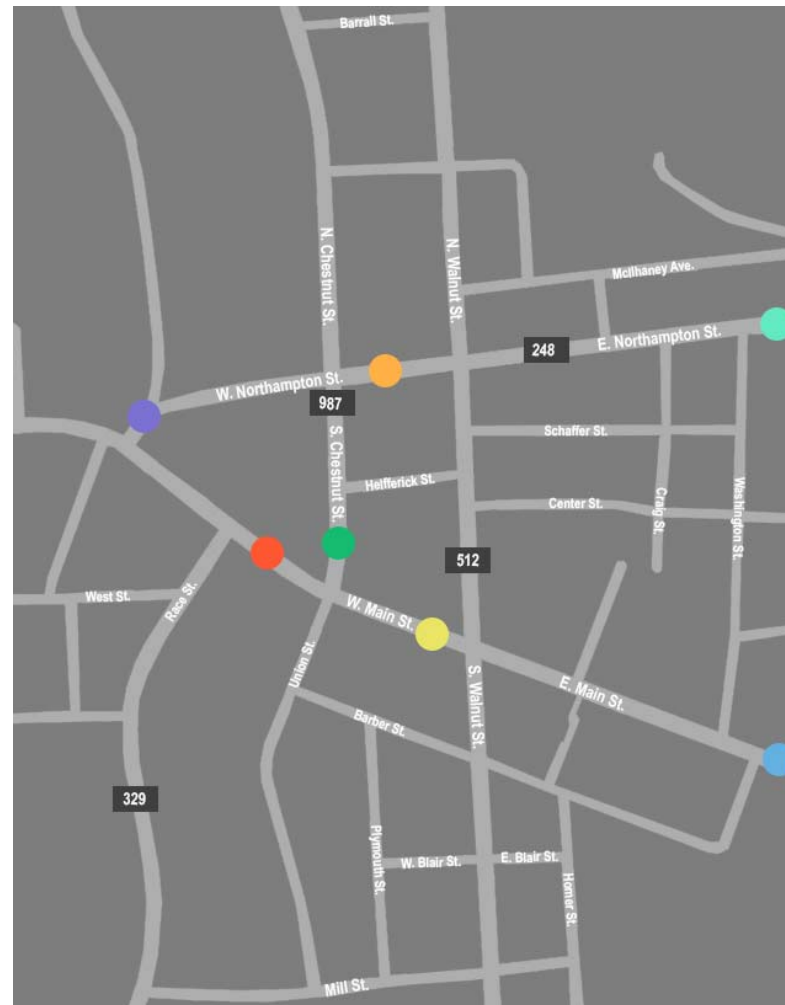 Barrall St.
N. Chestnut St.
N. Walnut St.
McIlhaney Ave.
E. Northampton St.
248
W. Northampton St.
987
S. Chestnut St.
Schaffer St.
Helfferick St.
Center St.
Craig St.
Washington St.
512
West St.
Race St.
W. Main St.
Union St.
S. Walnut St.
E. Main St.
Barber St.
329
Plymouth St.
W. Blair St.
E. Blair St.
Homer St.
Mill St.